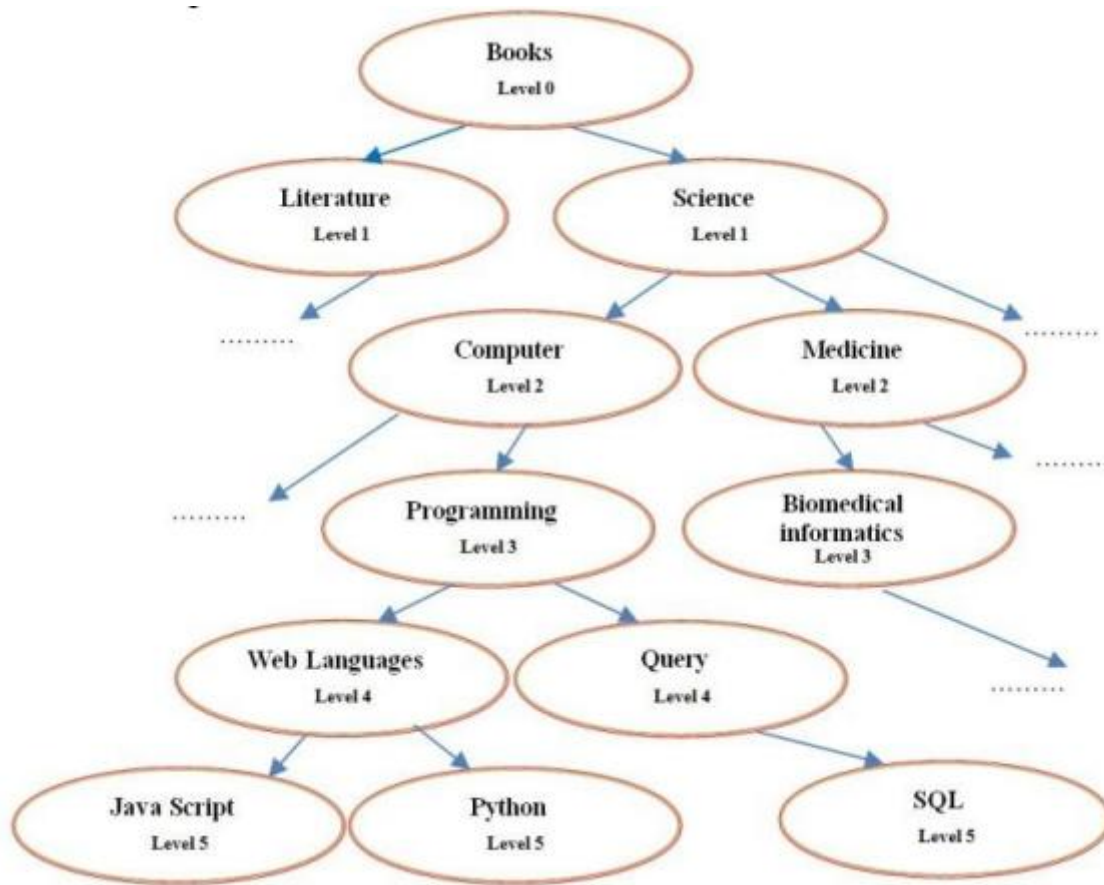 Books
Level 0
Literature
Level 1
Science
Level 1
.........
Computer
Level 2
Medicine
Level 2
.........
.........
Programming
Level 3
Biomedical
informatics
Level 3
.........
Web Languages
Level 4
Query
Level 4
.........
Java Script
Level 5
Python
Level 5
SQL
Level 5